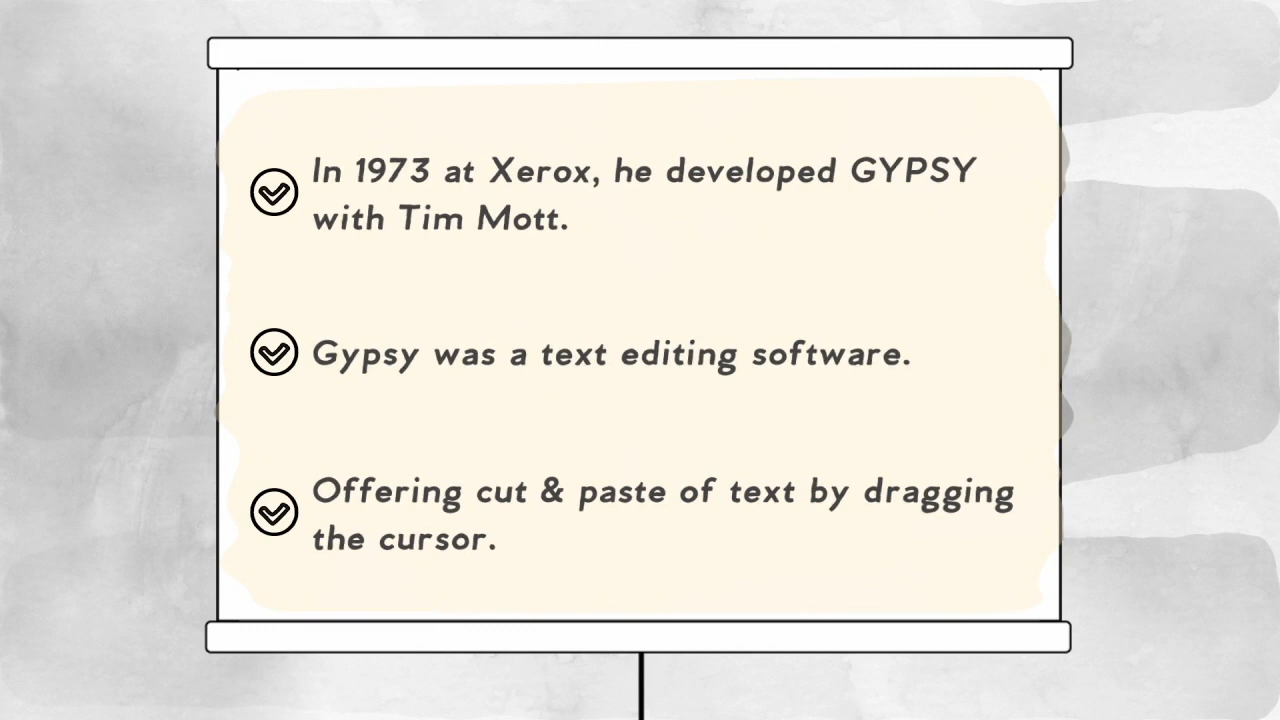 In 1973 at Xerox, he developed GYPSY
with Tim Mott.
Gypsy was a text editing software.
Offering cut & paste of text by dragging
the cursor.